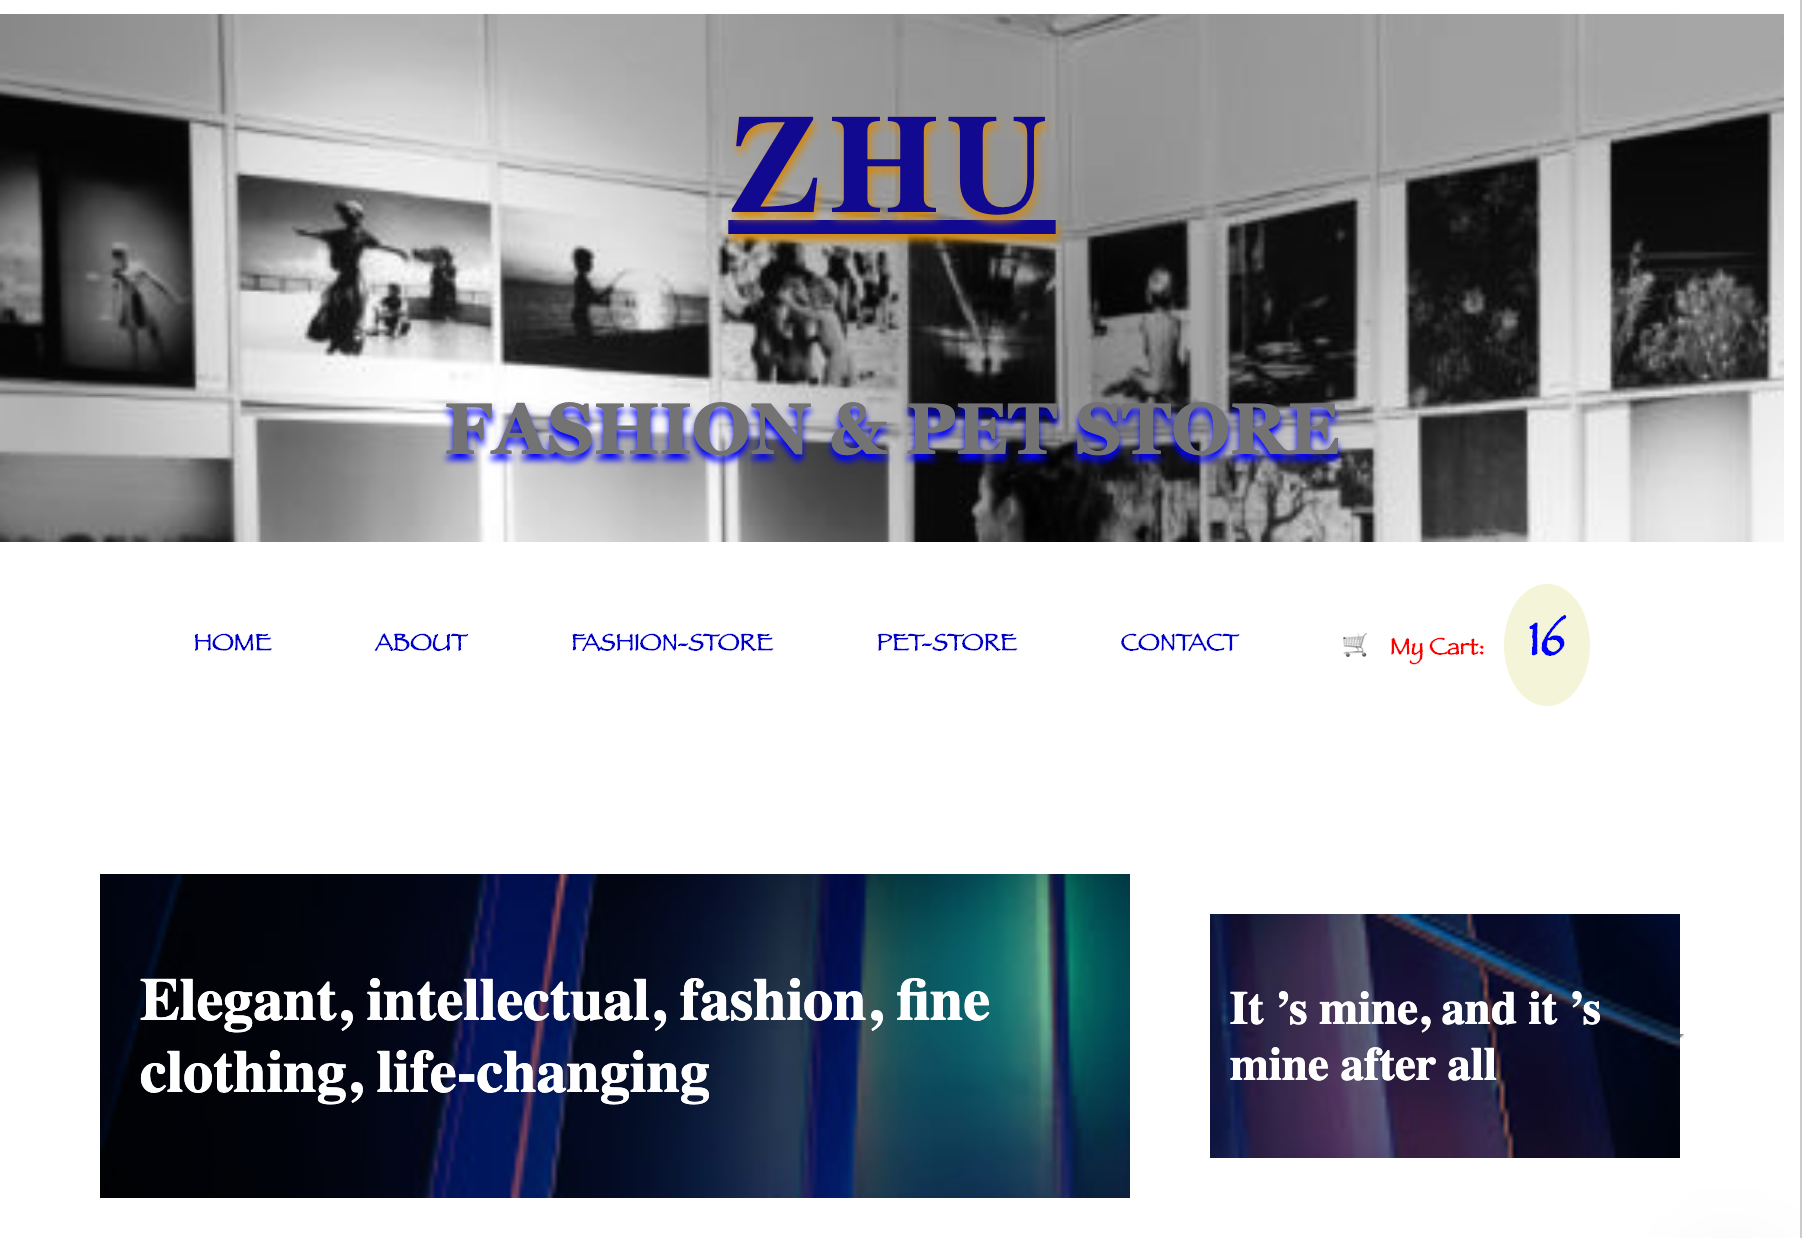 ZHU
FASHION & PET STORE
HOME ABOUT FASHION-STORE PET-STORE CONTACT My Cart: 16
Elegant, intellectual, fashion, fine
clothing, life-changing
It ’s mine, and it ’s
mine after all